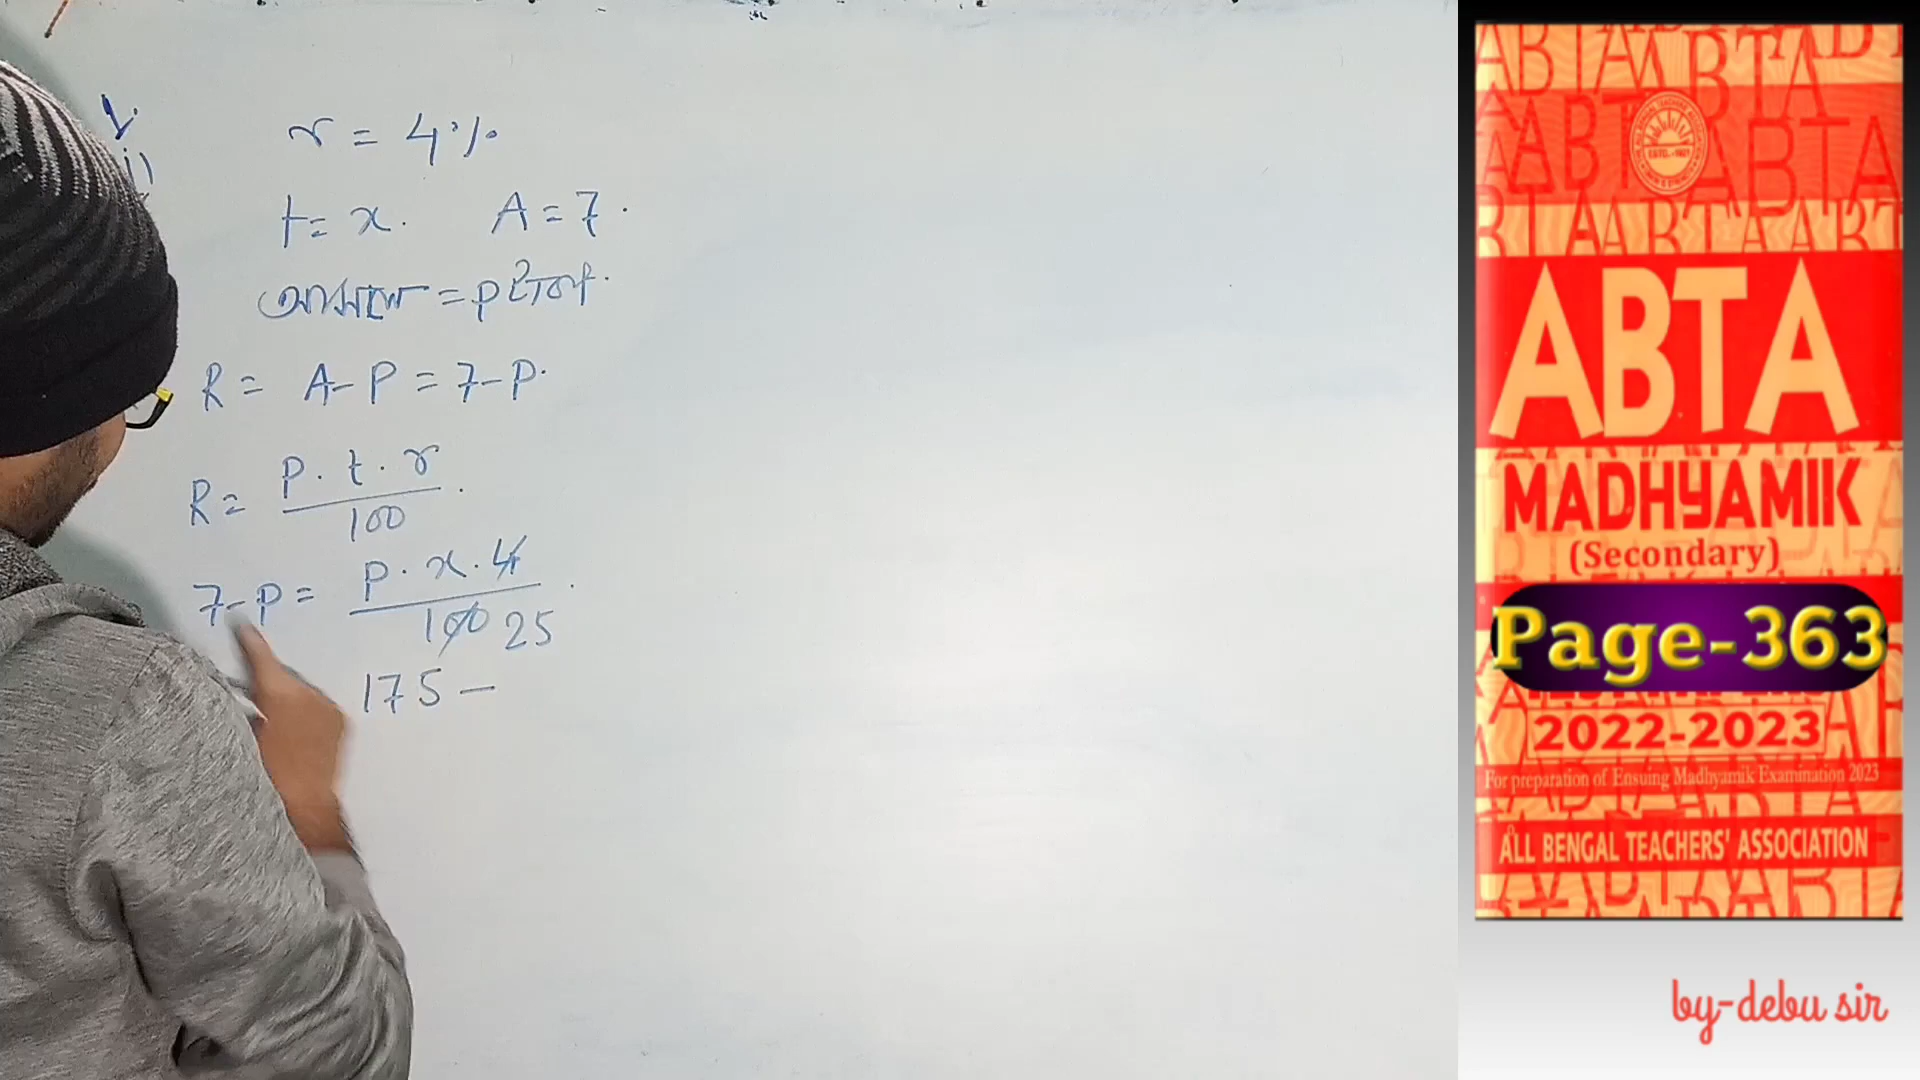 V.
i)
r = 4%
t = x. A = 7.
আসল = p টাকা.
R = A - P = 7 - P.
R = P . t . r / 100 .
7 - P = P . x . 4 / 100 25 .
175 -
ABTA
MADHYAMIK
(Secondary)
Page-363
2022-2023
For preparation of Ensuing Madhyamik Examination 2023
ALL BENGAL TEACHERS' ASSOCIATION
by-debu sir